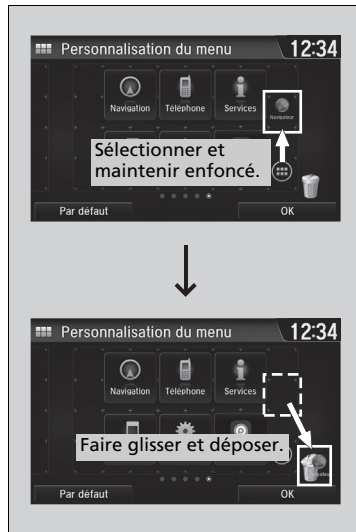 Personnalisation du menu 12:34
Navigation Téléphone Services Navigateur
Sélectionner et
maintenir enfoncé.
Par défaut OK
Personnalisation du menu 12:34
Navigation Téléphone Services
Faire glisser et déposer.
Par défaut OK